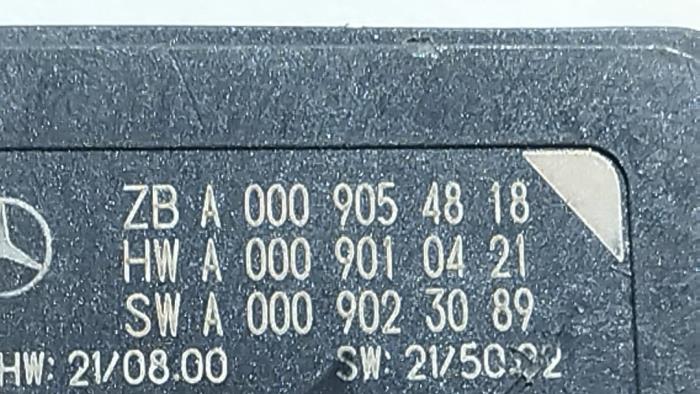 ZB A 000 905 48 18
HW A 000 901 04 21
SW A 000 902 30 89
HW: 21/08.00 SW: